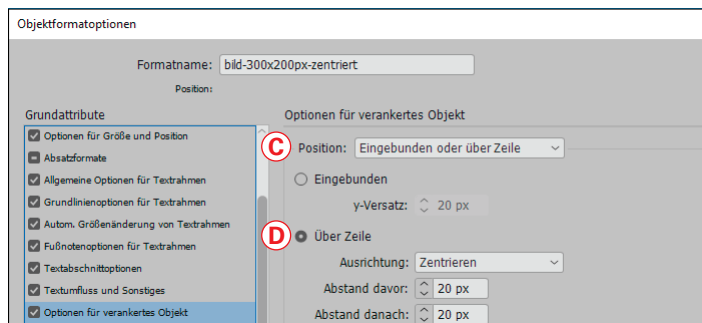 Objektformatoptionen
Formatname: bild-300x200px-zentriert
Position:
Grundattribute
Optionen für Größe und Position
Absatzformate
Allgemeine Optionen für Textrahmen
Grundlinienoptionen für Textrahmen
Autom. Größenänderung von Textrahmen
Fußnotenoptionen für Textrahmen
Textabschnittoptionen
Textumfluss und Sonstiges
Optionen für verankertes Objekt
Optionen für verankertes Objekt
C Position: Eingebunden oder über Zeile
Eingebunden
y-Versatz: 20 px
D Über Zeile
Ausrichtung: Zentrieren
Abstand davor: 20 px
Abstand danach: 20 px